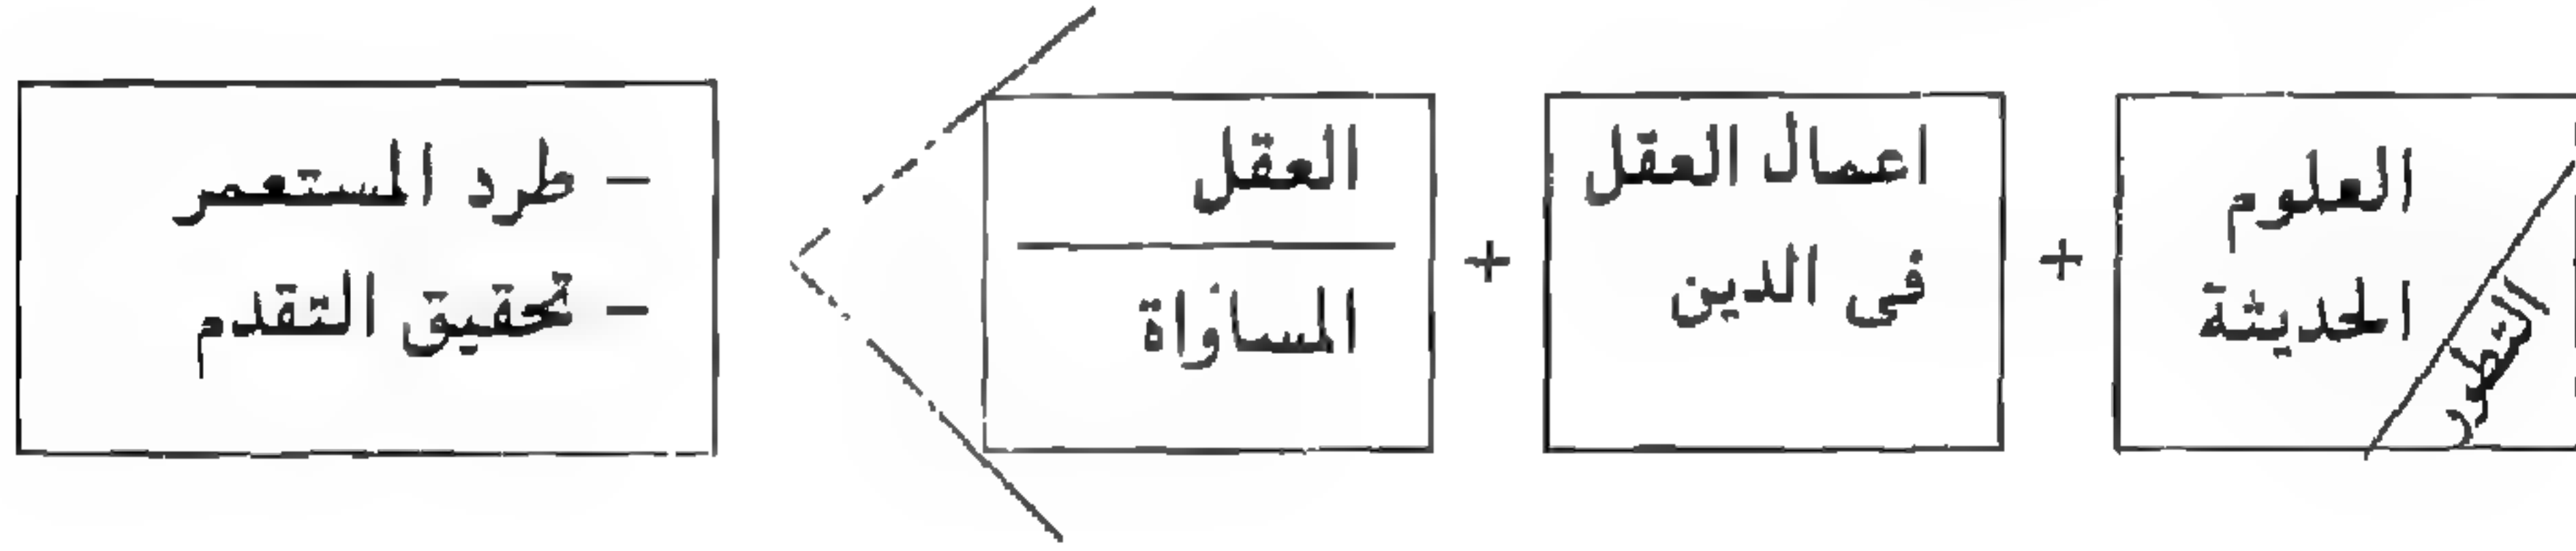 العلوم
الحديثة
التطور
+
اعمال العقل
فى الدين
+
العقل
المساواة
– طرد المستعمر
– تحقيق التقدم